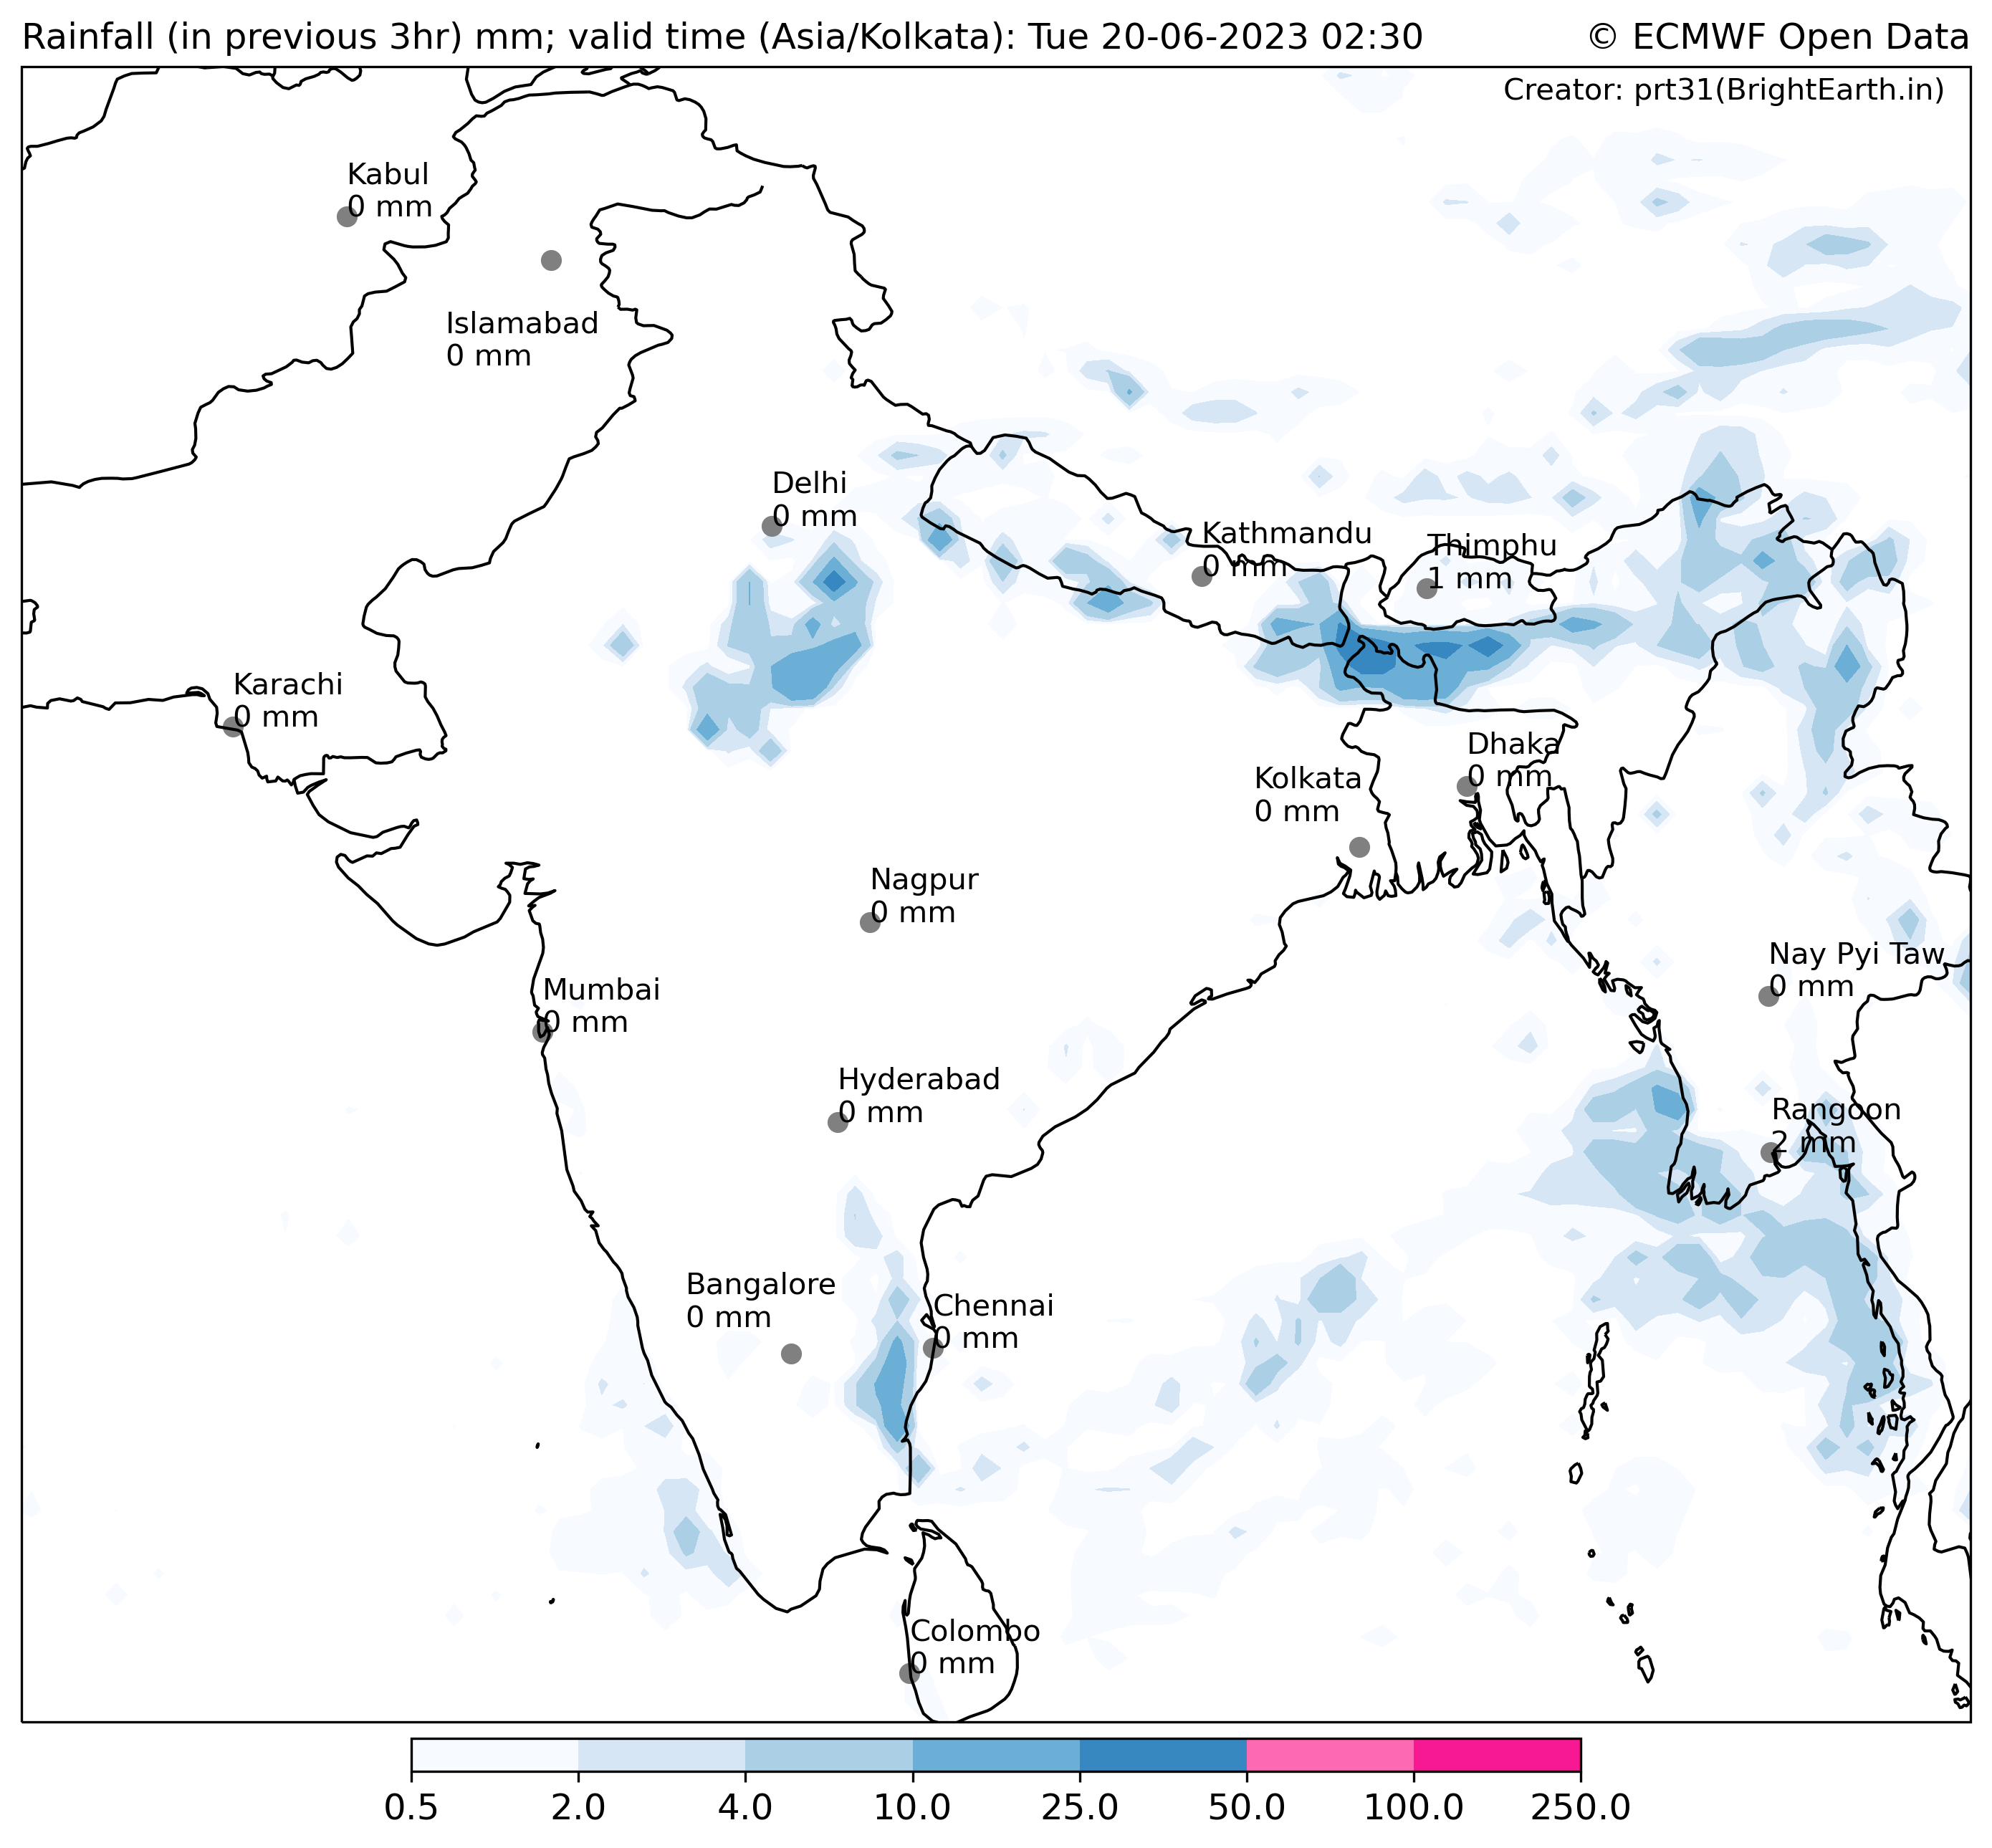 Rainfall (in previous 3hr) mm; valid time (Asia/Kolkata): Tue 20-06-2023 02:30
© ECMWF Open Data
Creator: prt31(BrightEarth.in)
Kabul
0 mm
Islamabad
0 mm
Delhi
0 mm
Kathmandu
0 mm
Thimphu
1 mm
Karachi
0 mm
Dhaka
0 mm
Kolkata
0 mm
Nagpur
0 mm
Nay Pyi Taw
0 mm
Mumbai
0 mm
Hyderabad
0 mm
Rangoon
2 mm
Bangalore
0 mm
Chennai
0 mm
Colombo
0 mm
0.5 2.0 4.0 10.0 25.0 50.0 100.0 250.0